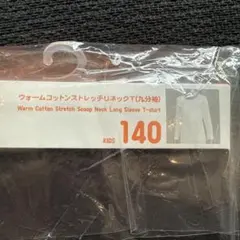 ウォームコットンストレッチリネックT(九分袖)
Warm Cotton Stretch Scoop Neck Long Sleeve T-shirt
KIDS 140